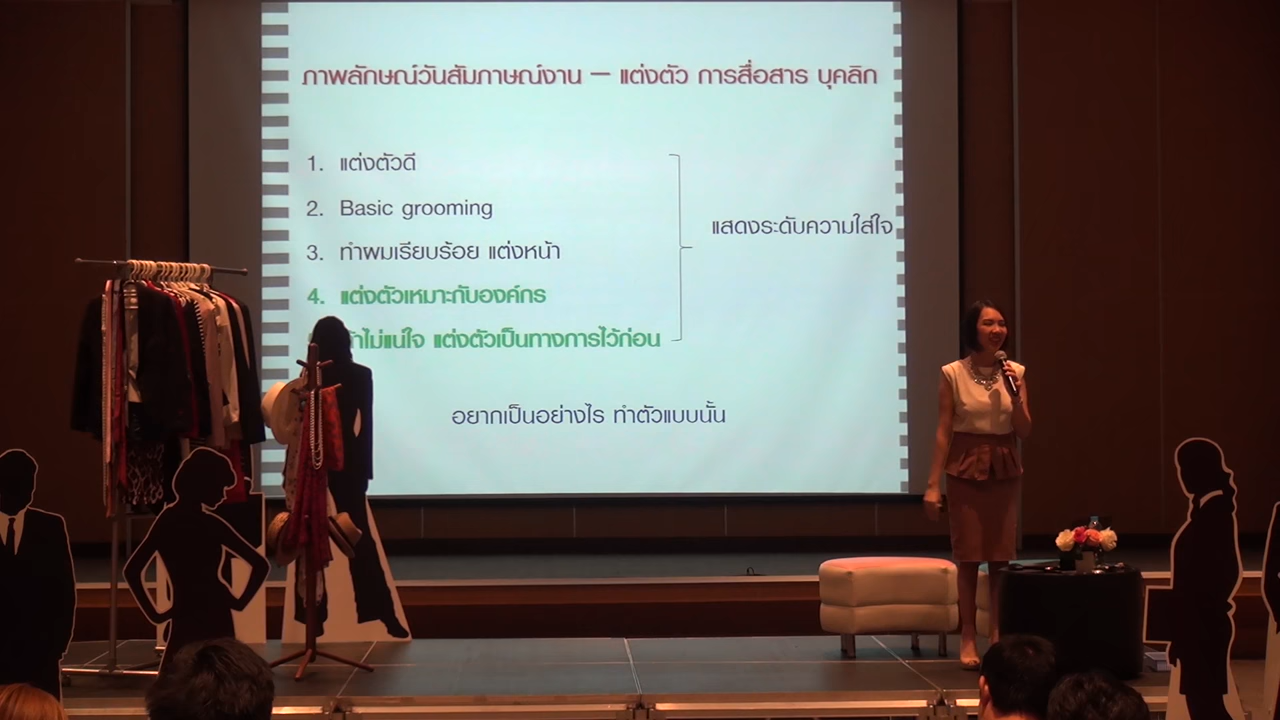 ภาพลักษณ์วันสัมภาษณ์งาน – แต่งตัว การสื่อสาร บุคลิก
1. แต่งตัวดี
2. Basic grooming
3. ทำผมเรียบร้อย แต่งหน้า
4. แต่งตัวเหมาะกับองค์กร
ไม่แน่ใจ แต่งตัวเป็นทางการไว้ก่อน
แสดงระดับความใส่ใจ
อยากเป็นอย่างไร ทำตัวแบบนั้น